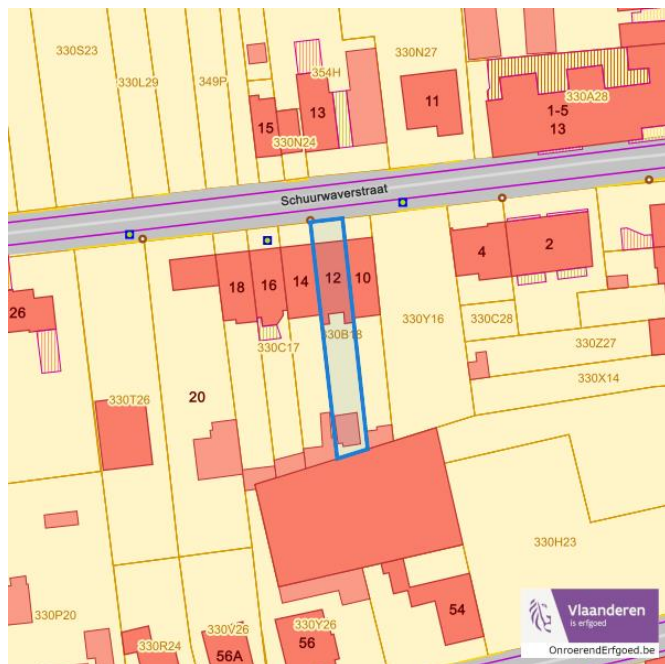 330S23
330L29
349P
354H
330N27
15
13
330N24
11
330A28
1-5
13
Schuurwaverstraat
26
18
16
14
12
10
4
2
330Y16
330C28
330C17
330Z27
330X14
330T26
20
330H23
330P20
330R24
330V26
56A
330Y26
56
54
Vlaanderen
is erfgoed
OnroerendErfgoed.be